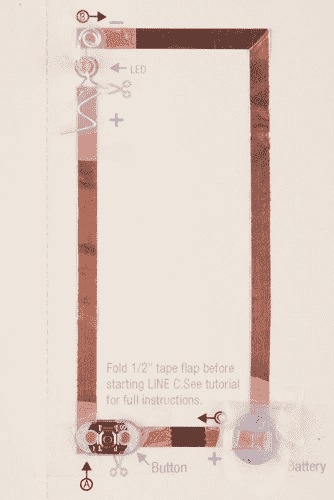 B
−
LED
+
Fold 1/2" tape flap before
starting LINE C.See tutorial
for full instructions.
C
+
Button
Battery
A